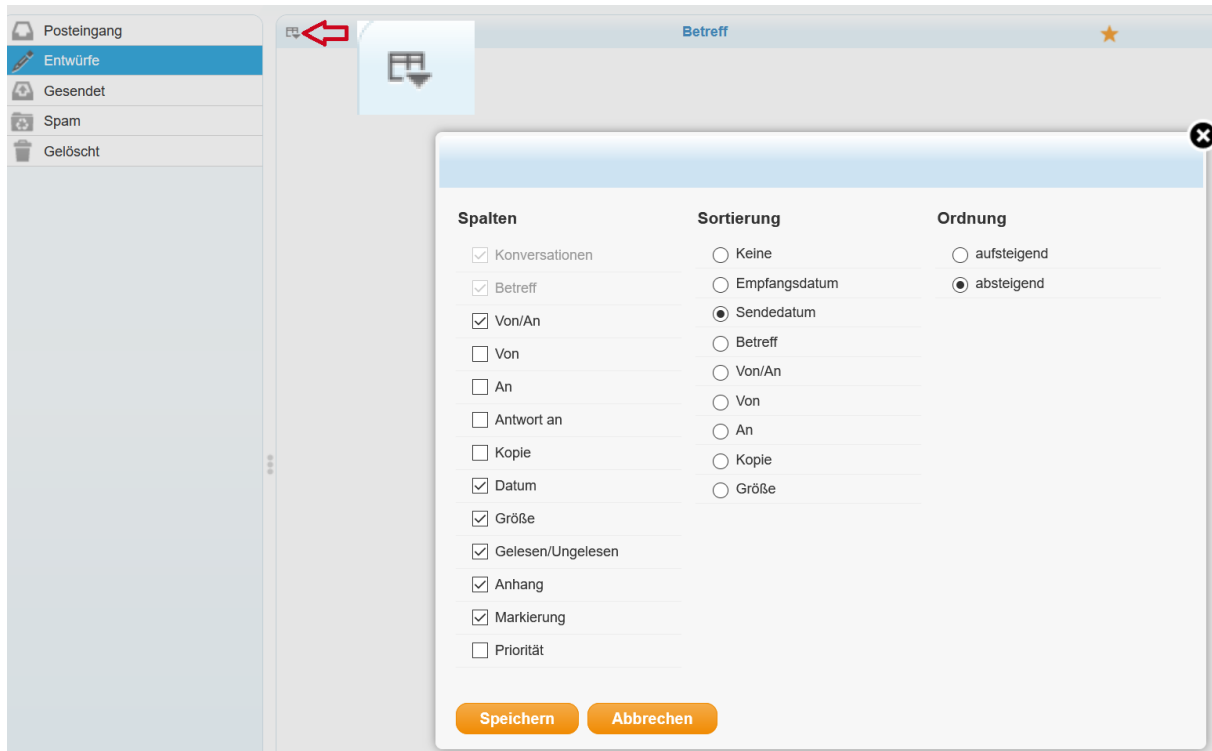 Posteingang
Entwürfe
Gesendet
Spam
Gelöscht
Betreff
Spalten
Konversationen
Betreff
Von/An
Von
An
Antwort an
Kopie
Datum
Größe
Gelesen/Ungelesen
Anhang
Markierung
Priorität
Sortierung
Keine
Empfangsdatum
Sendedatum
Betreff
Von/An
Von
An
Kopie
Größe
Ordnung
aufsteigend
absteigend
Speichern
Abbrechen